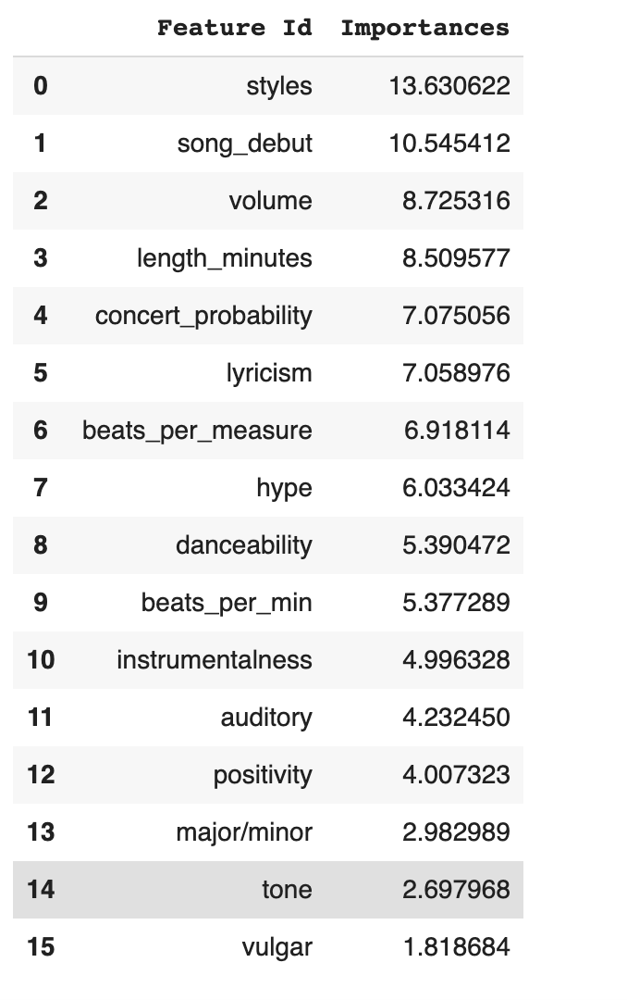 Feature Id Importances
0 styles 13.630622
1 song_debut 10.545412
2 volume 8.725316
3 length_minutes 8.509577
4 concert_probability 7.075056
5 lyricism 7.058976
6 beats_per_measure 6.918114
7 hype 6.033424
8 danceability 5.390472
9 beats_per_min 5.377289
10 instrumentalness 4.996328
11 auditory 4.232450
12 positivity 4.007323
13 major/minor 2.982989
14 tone 2.697968
15 vulgar 1.818684